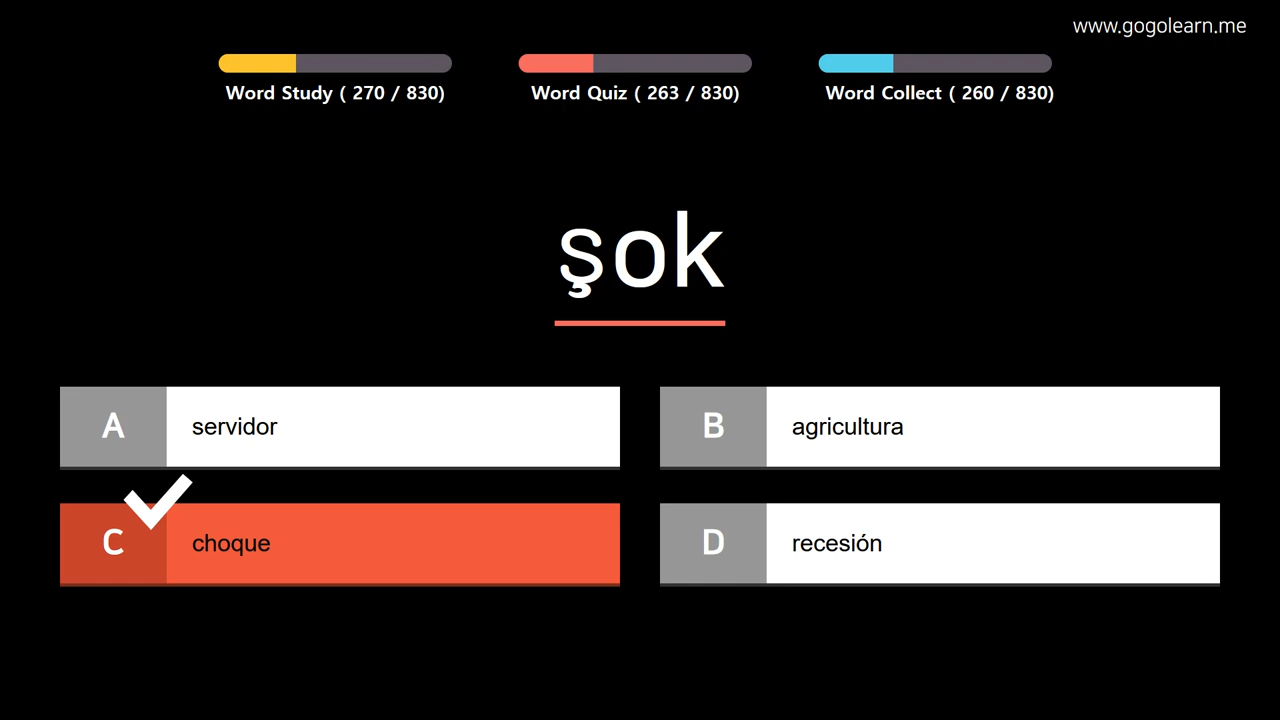 www.gogolearn.me
Word Study ( 270 / 830)
Word Quiz ( 263 / 830)
Word Collect ( 260 / 830)
şok
A servidor
B agricultura
C choque
D recesión